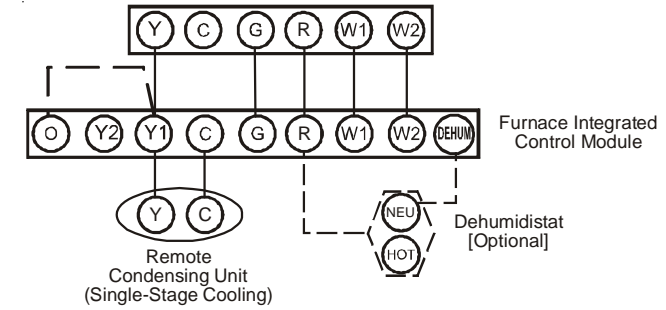 Y C G R W1 W2
O Y2 Y1 C G R W1 W2 DEHUM
Furnace Integrated
Control Module
Y C
NEU
HOT
Dehumidistat
[Optional]
Remote
Condensing Unit
(Single-Stage Cooling)